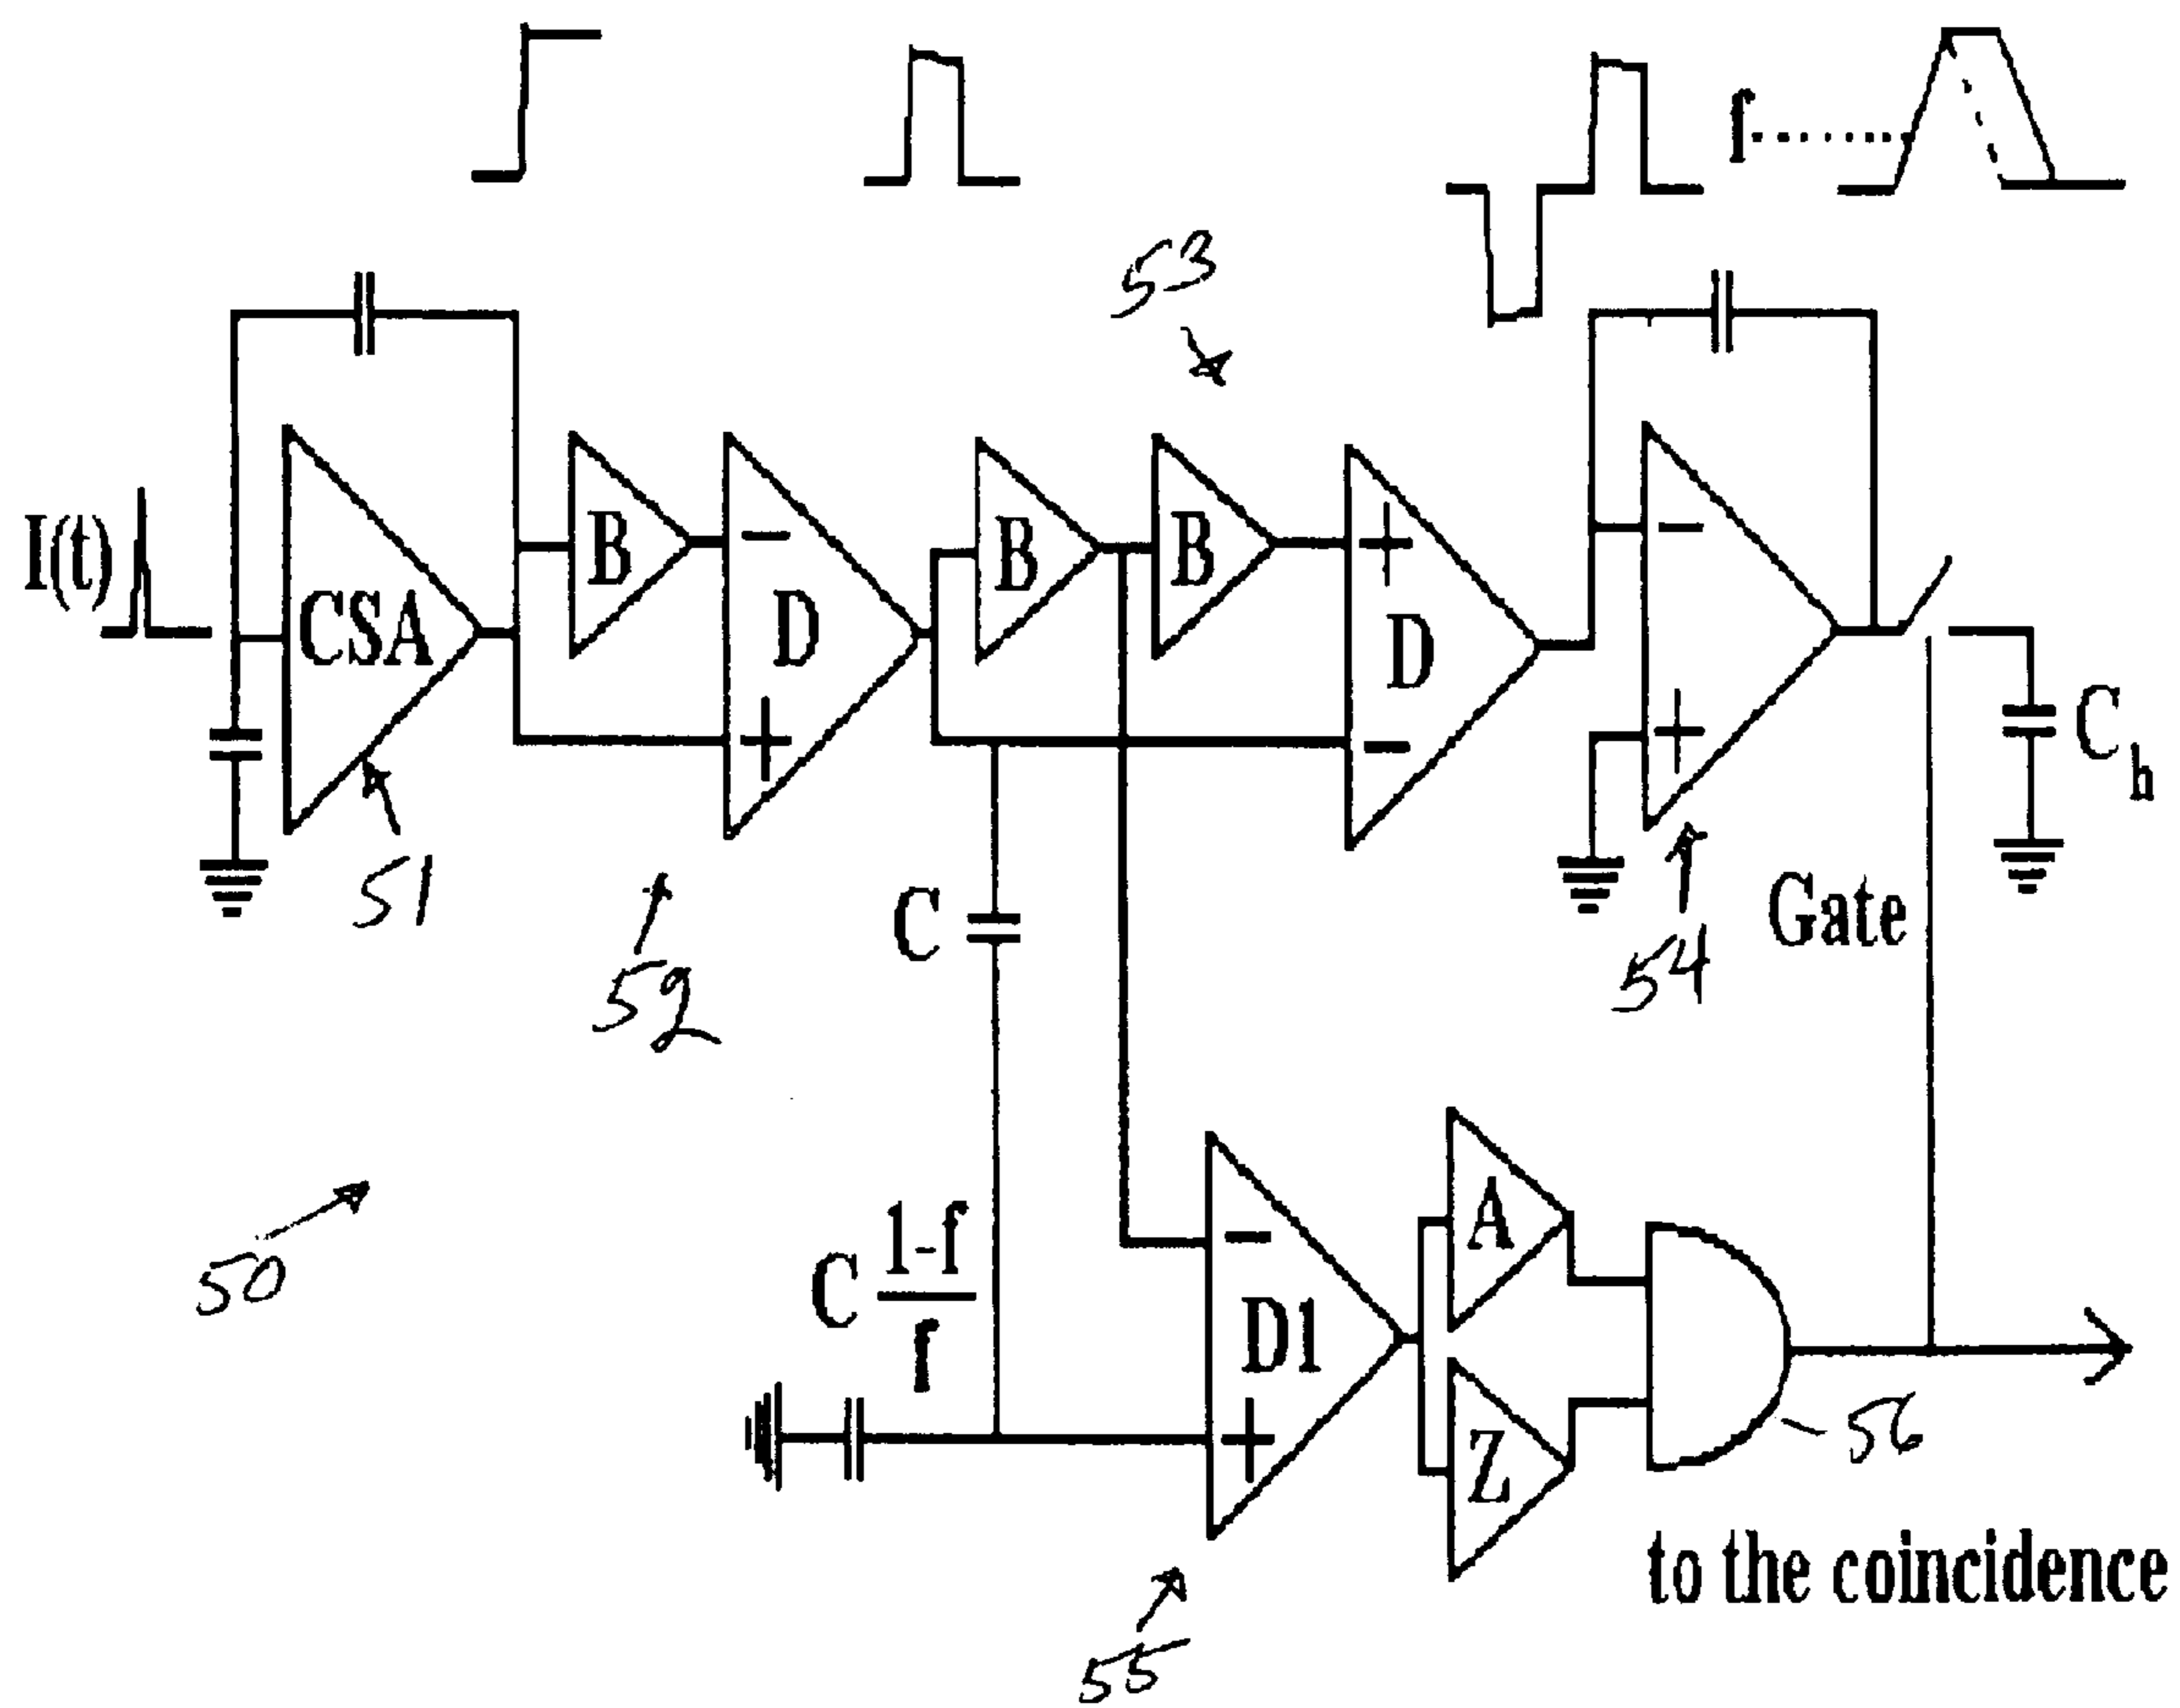 f
53
I(t)
CSA
B
D
B
B
D
C
h
51
52
C
54
Gate
50
C 1-f
f
D1
A
Z
56
to the coincidence
55
- +
+ -
- +
- +